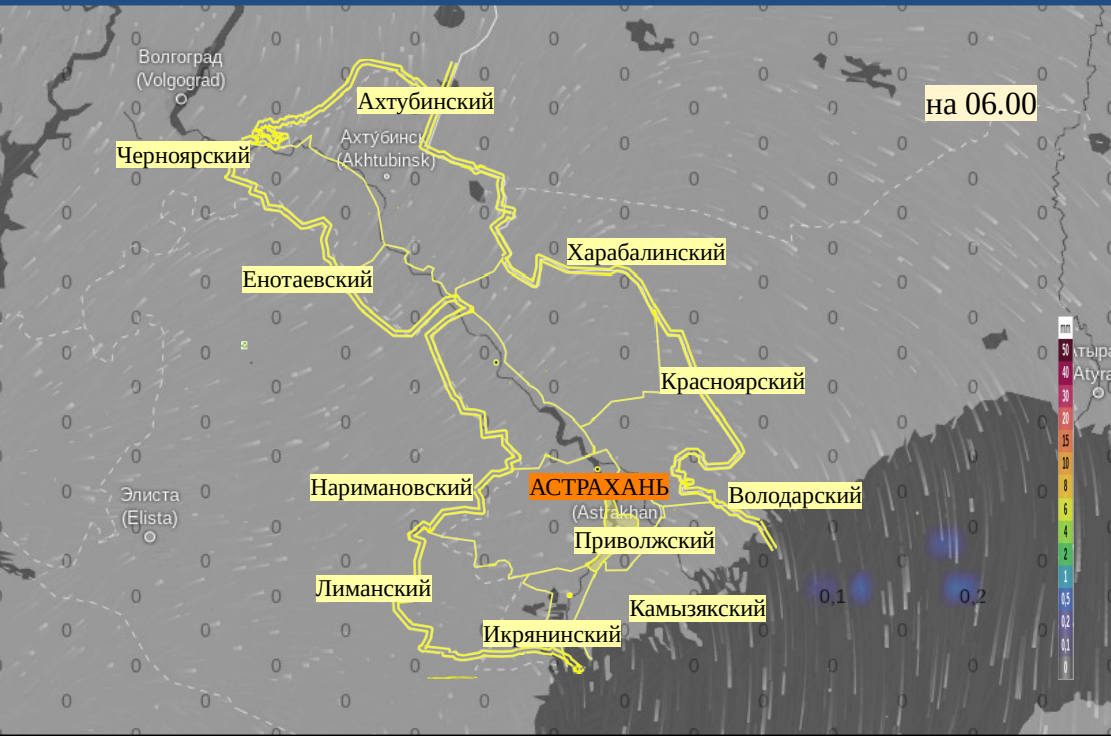 Волгоград
(Volgograd)
Ахтубинский
на 06.00
Ахтубинск
(Akhtubinsk)
Черноярский
Харабалинский
Енотаевский
mm
50
40
30
20
15
10
8
6
4
2
1
0,5
0,2
0,1
0
Красноярский
Наримановский
АСТРАХАНЬ
(Astrakhan)
Володарский
Элиста
(Elista)
Приволжский
Лиманский
Камызякский
Икрянинский
0,1
0,2